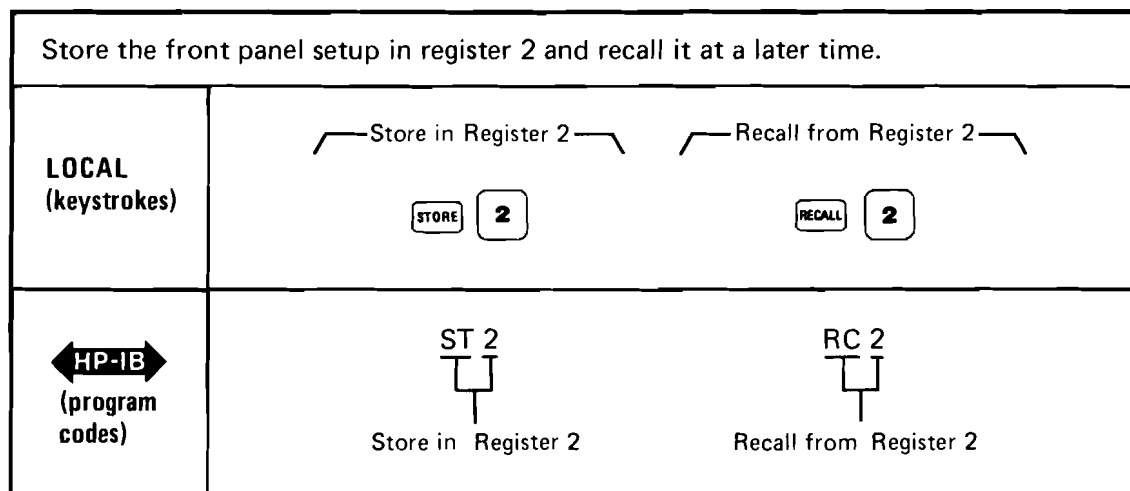 Store the front panel setup in register 2 and recall it at a later time.
LOCAL
(keystrokes)
Store in Register 2
Recall from Register 2
STORE 2
RECALL 2
HP-IB
(program
codes)
ST 2
RC 2
Store in Register 2
Recall from Register 2